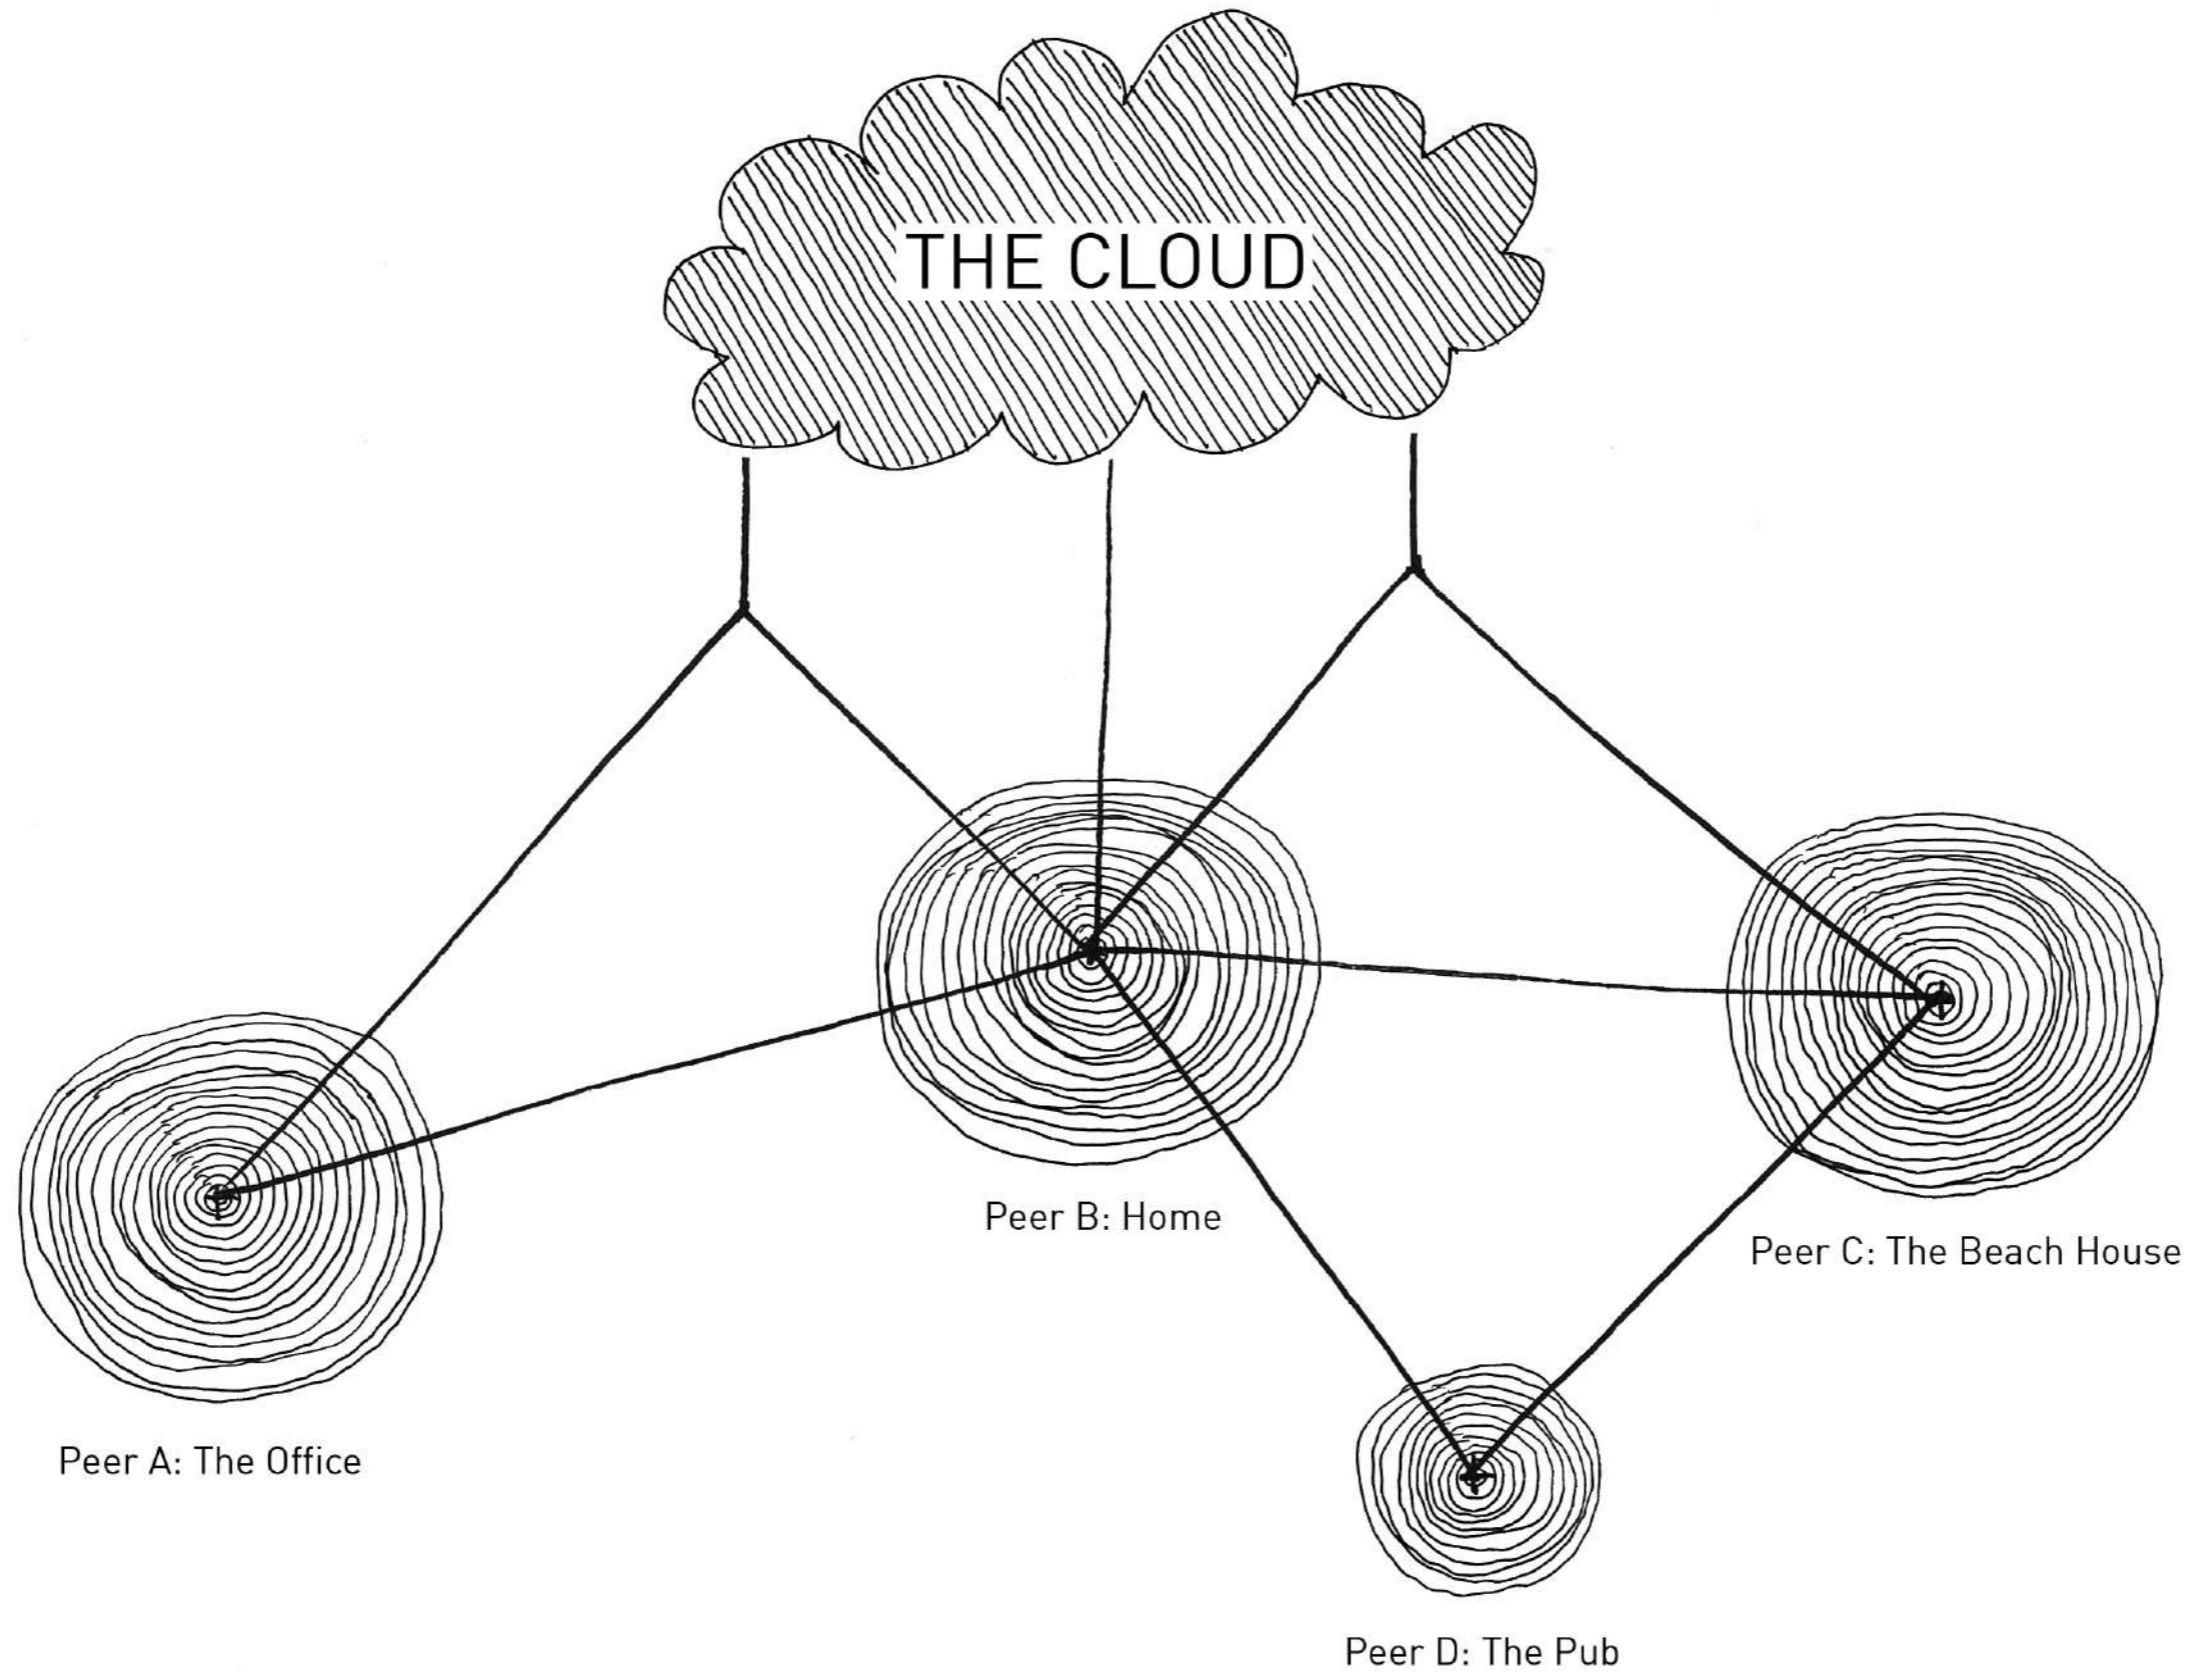 THE CLOUD
Peer B: Home
Peer C: The Beach House
Peer A: The Office
Peer D: The Pub